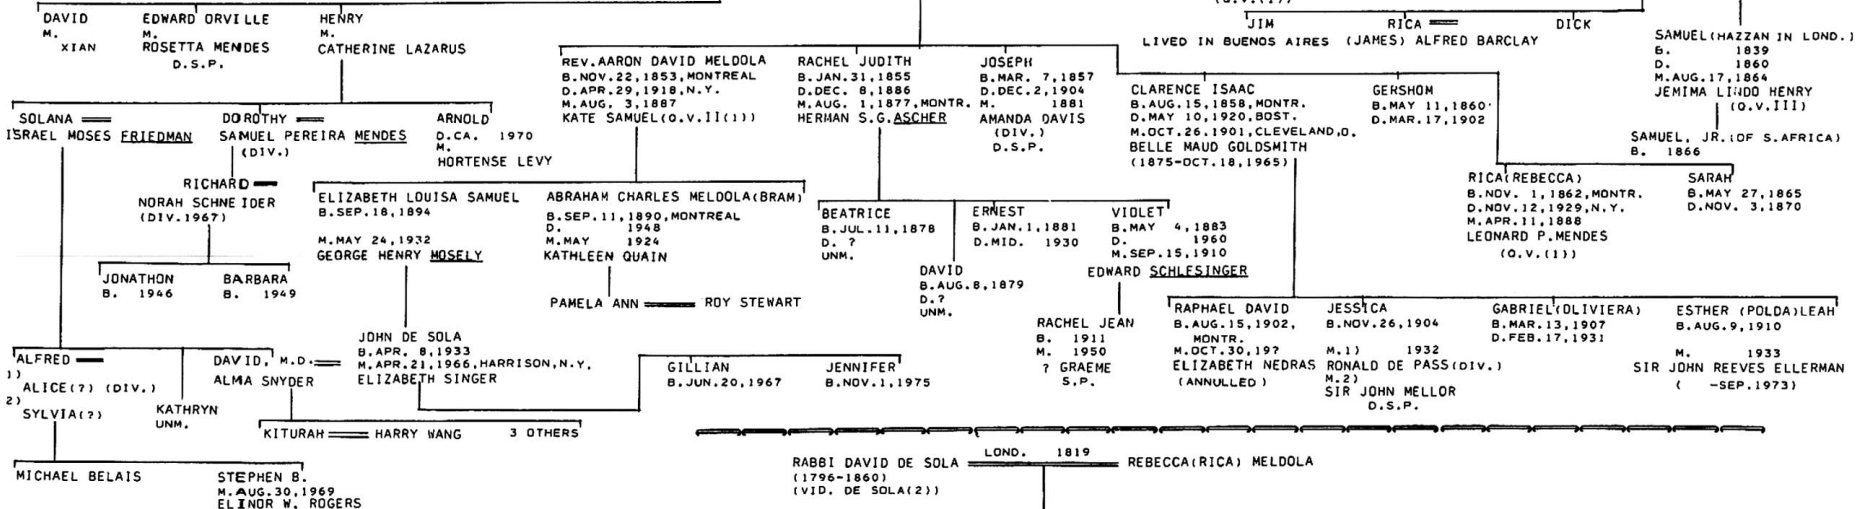 (Q.V.(1))
DAVID
M.
XIAN
EDWARD ORVILLE
M.
ROSETTA MENDES
D.S.P.
HENRY
M.
CATHERINE LAZARUS
JIM
RICA
DICK
LIVED IN BUENOS AIRES
(JAMES) ALFRED BARCLAY
SAMUEL(HAZZAN IN LOND.)
B. 1839
D. 1860
M.AUG.17,1864
JEMIMA LINDO HENRY
(Q.V.III)
SAMUEL, JR.(OF S.AFRICA)
B. 1866
REV.AARON DAVID MELDOLA
B.NOV.22,1853,MONTREAL
D.APR.29,1918,N.Y.
M.AUG. 3,1887
KATE SAMUEL(Q.V.II(1))
RACHEL JUDITH
B.JAN.31,1855
D.DEC. 8,1886
M.AUG. 1,1877,MONTR.
HERMAN S.G.ASCHER
JOSEPH
B.MAR. 7,1857
D.DEC.2,1904
M. 1881
AMANDA DAVIS
(DIV.)
D.S.P.
CLARENCE ISAAC
B.AUG.15,1858,MONTR.
D.MAY 10,1920,BOST.
M.OCT.26,1901,CLEVELAND,O.
BELLE MAUD GOLDSMITH
(1875-OCT.18,1965)
GERSHOM
B.MAY 11,1860
D.MAR.17,1902
RICA(REBECCA)
B.NOV. 1,1862,MONTR.
D.NOV.12,1929,N.Y.
M.APR.11,1888
LEONARD P.MENDES
(Q.V.(1))
SARAH
B.MAY 27,1865
D.NOV. 3,1870
SOLANA
ISRAEL MOSES FRIEDMAN
DOROTHY
SAMUEL PEREIRA MENDES
(DIV.)
ARNOLD
D.CA. 1970
M.
HORTENSE LEVY
RICHARD
NORAH SCHNEIDER
(DIV.1967)
JONATHON
B. 1946
BARBARA
B. 1949
ELIZABETH LOUISA SAMUEL
B.SEP.18,1894
M.MAY 24,1932
GEORGE HENRY MOSELY
ABRAHAM CHARLES MELDOLA(BRAM)
B.SEP.11,1890,MONTREAL
D. 1948
M.MAY 1924
KATHLEEN QUAIN
PAMELA ANN
ROY STEWART
BEATRICE
B.JUL.11,1878
D. ?
UNM.
DAVID
B.AUG.8,1879
D.?
UNM.
ERNEST
B.JAN.1,1881
D.MID. 1930
VIOLET
B.MAY 4,1883
D. 1960
M.SEP.15,1910
EDWARD SCHLESINGER
RACHEL JEAN
B. 1911
M. 1950
? GRAEME
S.P.
RAPHAEL DAVID
B.AUG.15,1902,
MONTR.
M.OCT.30,19?
ELIZABETH NEDRAS
(ANNULLED)
JESSICA
B.NOV.26,1904
M.1) 1932
RONALD DE PASS(DIV.)
M.2)
SIR JOHN MELLOR
D.S.P.
GABRIEL(OLIVIERA)
B.MAR.13,1907
D.FEB.17,1931
ESTHER (POLDA)LEAH
B.AUG.9,1910
M. 1933
SIR JOHN REEVES ELLERMAN
( -SEP.1973)
ALFRED
1)
ALICE(?) (DIV.)
2)
SYLVIA(?)
KATHRYN
UNM.
DAVID, M.D.
ALMA SNYDER
JOHN DE SOLA
B.APR. 8,1933
M.APR.21,1966,HARRISON,N.Y.
ELIZABETH SINGER
GILLIAN
B.JUN.20,1967
JENNIFER
B.NOV.1,1975
KITURAH
HARRY WANG
3 OTHERS
MICHAEL BELAIS
STEPHEN B.
M.AUG.30,1969
ELINOR W. ROGERS
RABBI DAVID DE SOLA
(1796-1860)
(VID. DE SOLA(2))
LOND. 1819
REBECCA(RICA) MELDOLA